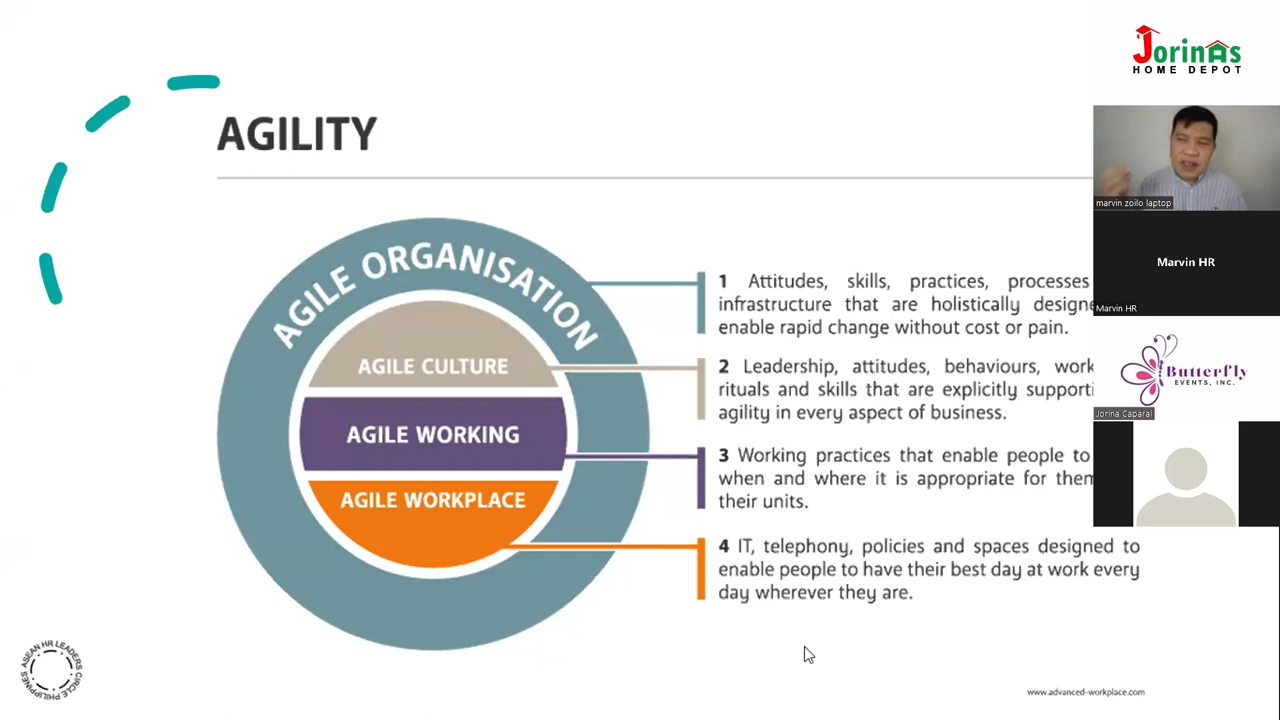 Jorinas
HOME DEPOT
AGILITY
AGILE ORGANISATION
AGILE CULTURE
AGILE WORKING
AGILE WORKPLACE
1 Attitudes, skills, practices, processes
infrastructure that are holistically
enable rapid change without cost or pain.
2 Leadership, attitudes, behaviours, work
rituals and skills that are explicitly
agility in every aspect of business.
3 Working practices that enable people to
when and where it is appropriate for
their units.
4 IT, telephony, policies and spaces designed to
enable people to have their best day at work every
day wherever they are.
marvin zoilo laptop
Marvin HR
Marvin HR
Butterfly
EVENTS, INC.
Jorina Caparal
ASEAN HR LEADERS CIRCLE PHILIPPINES
www.advanced-workplace.com